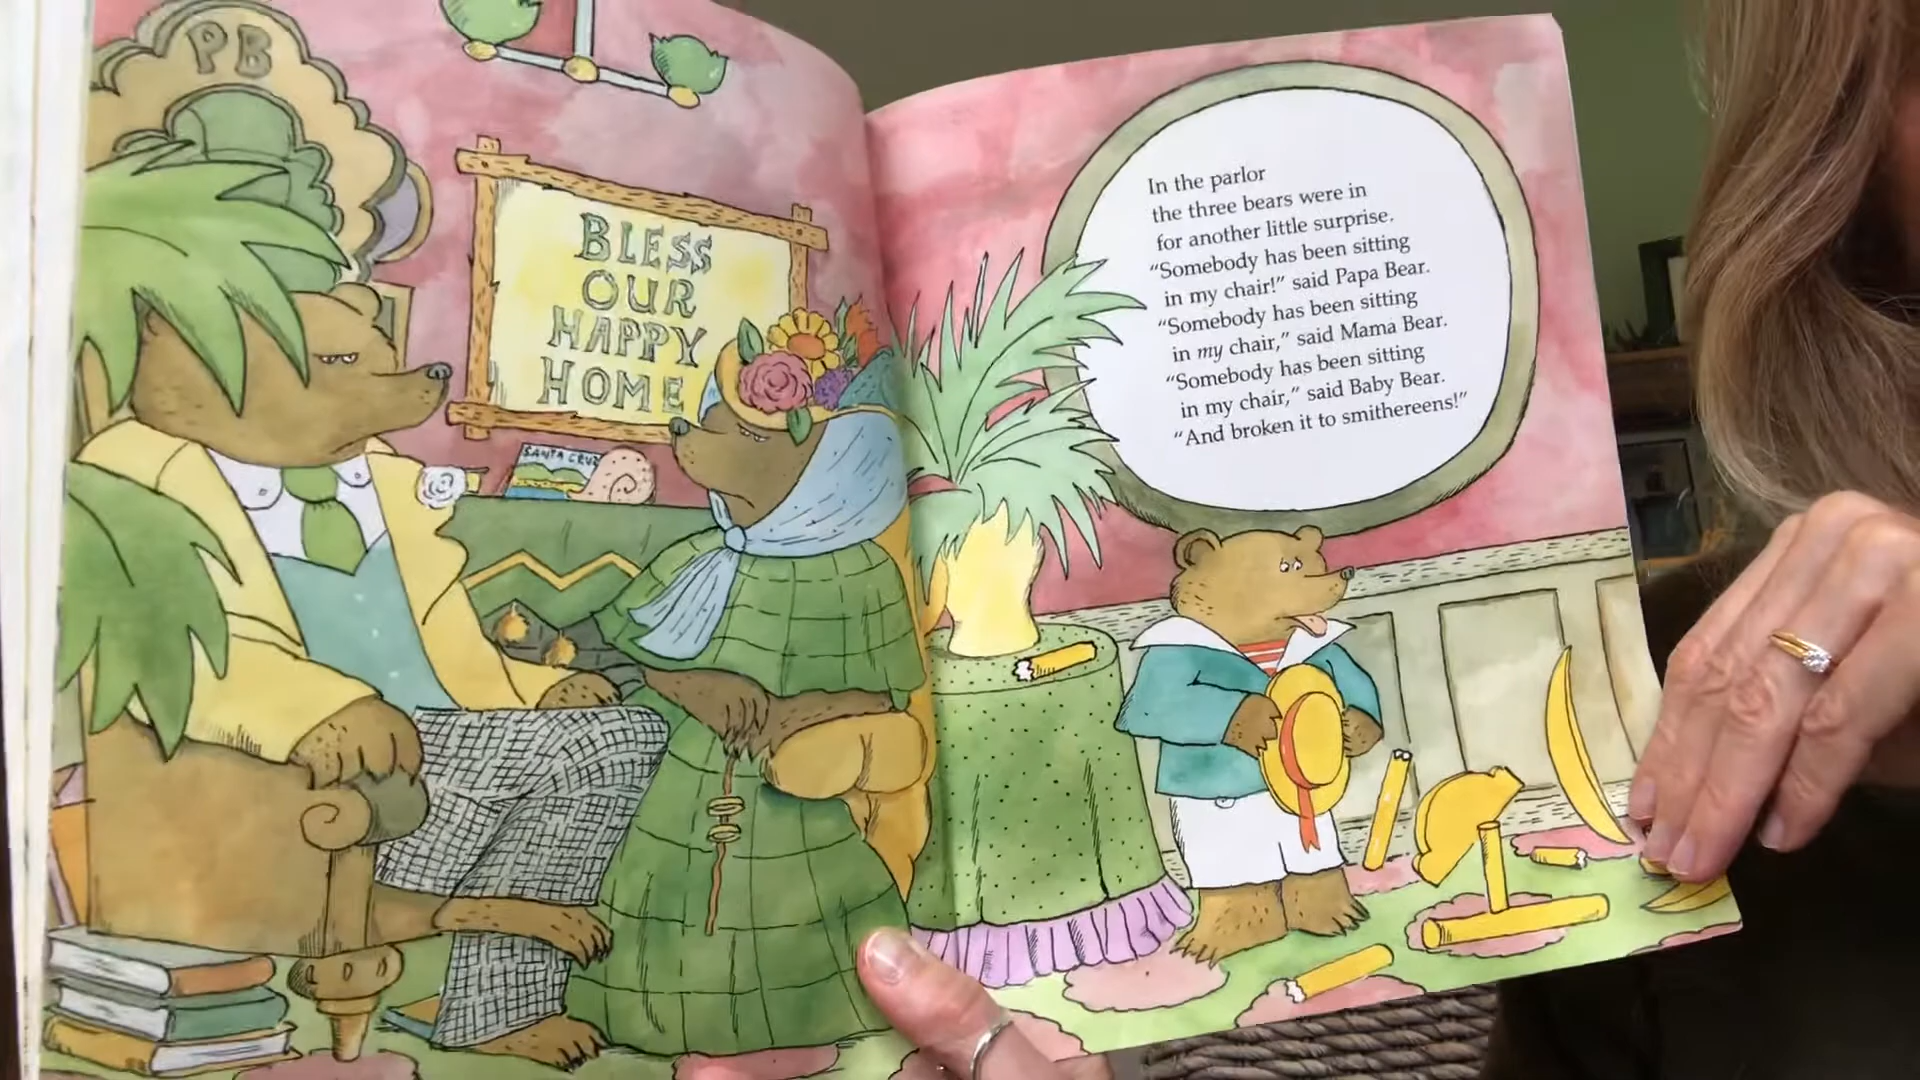 PB
BLESS
OUR
HAPPY
HOME
SANTA CRUZ
In the parlor
the three bears were in
for another little surprise.
“Somebody has been sitting
in my chair!” said Papa Bear.
“Somebody has been sitting
in my chair,” said Mama Bear.
“Somebody has been sitting
in my chair,” said Baby Bear.
“And broken it to smithereens!”